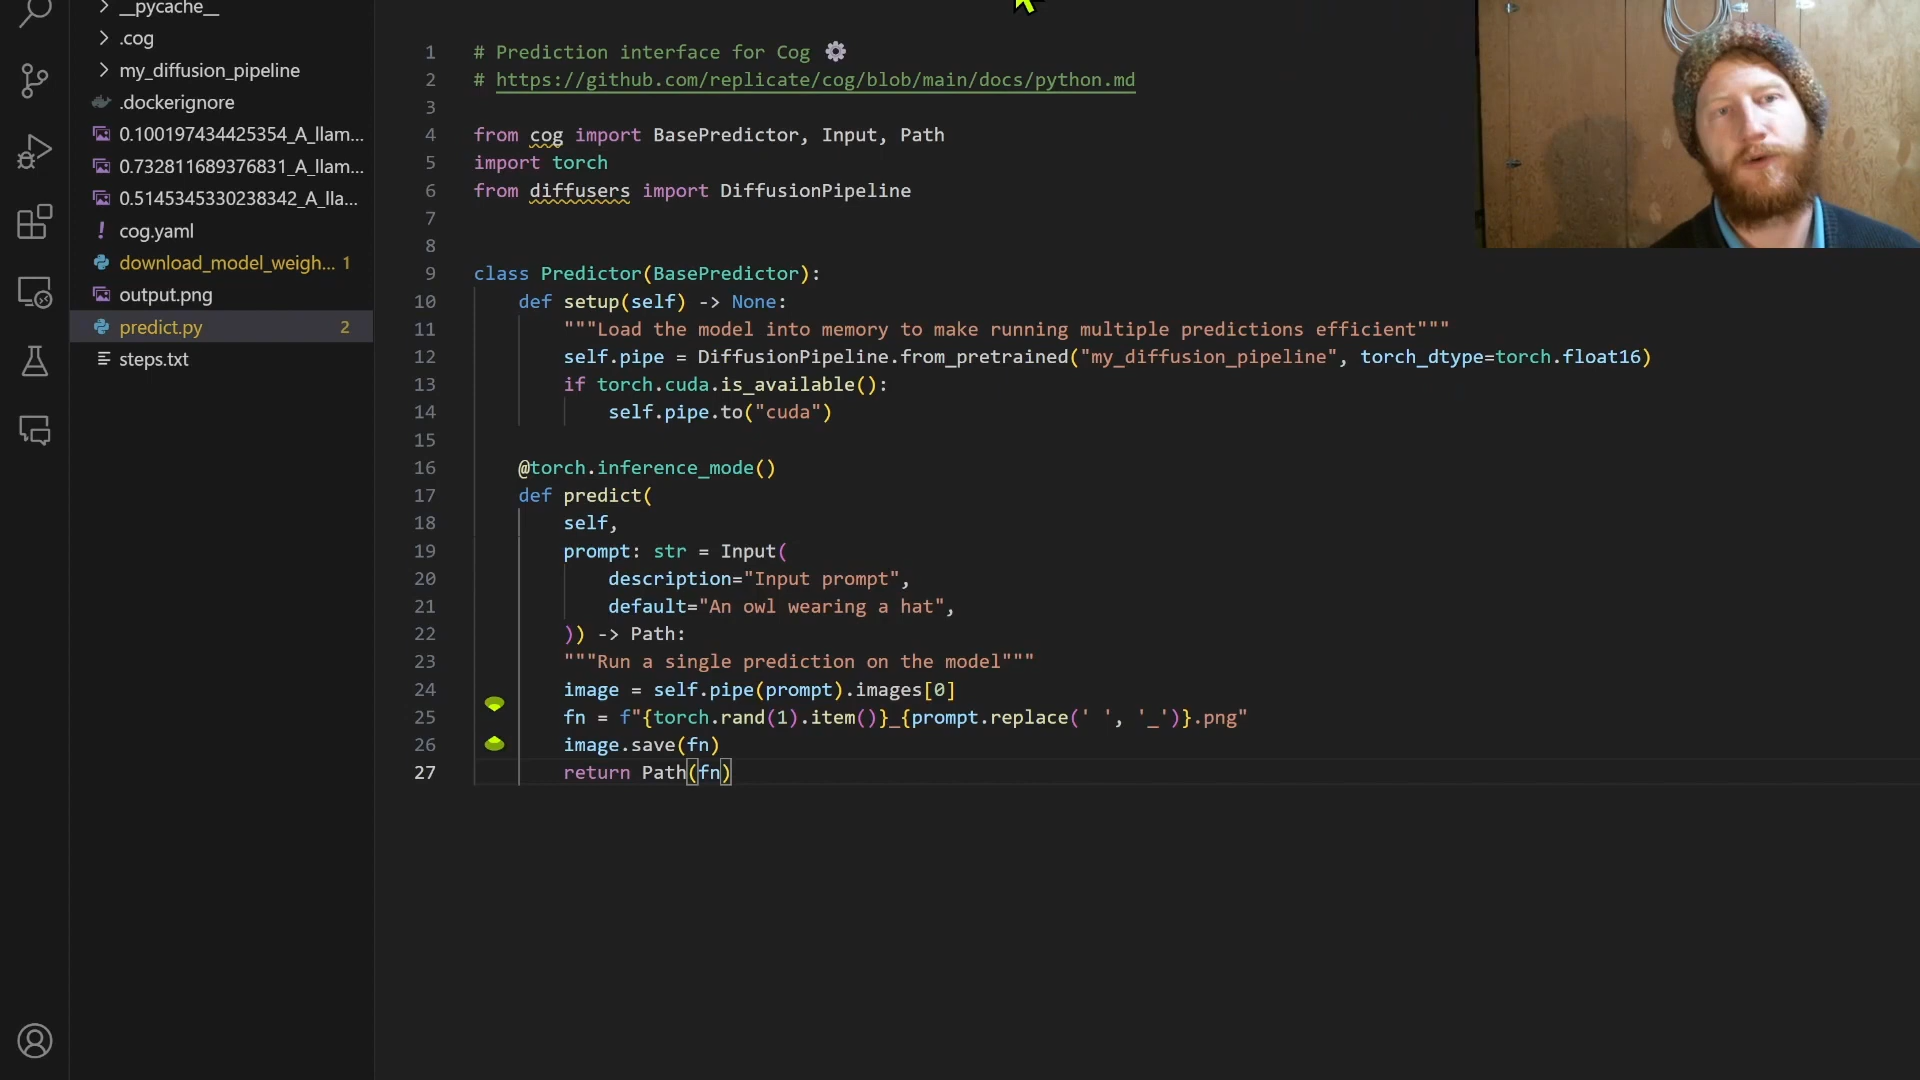 __pycache__
.cog
my_diffusion_pipeline
.dockerignore
0.100197434425354_A_llam...
0.732811689376831_A_llam...
0.5145345330238342_A_lla...
cog.yaml
download_model_weigh... 1
output.png
predict.py 2
steps.txt
1 # Prediction interface for Cog ⚙️
2 # https://github.com/replicate/cog/blob/main/docs/python.md
3
4 from cog import BasePredictor, Input, Path
5 import torch
6 from diffusers import DiffusionPipeline
7
8
9 class Predictor(BasePredictor):
10     def setup(self) -> None:
11         """Load the model into memory to make running multiple predictions efficient"""
12         self.pipe = DiffusionPipeline.from_pretrained("my_diffusion_pipeline", torch_dtype=torch.float16)
13         if torch.cuda.is_available():
14             self.pipe.to("cuda")
15
16     @torch.inference_mode()
17     def predict(
18         self,
19         prompt: str = Input(
20             description="Input prompt",
21             default="An owl wearing a hat",
22         )) -> Path:
23         """Run a single prediction on the model"""
24         image = self.pipe(prompt).images[0]
25         fn = f"{torch.rand(1).item()}_{prompt.replace(' ', '_')}.png"
26         image.save(fn)
27         return Path(fn)